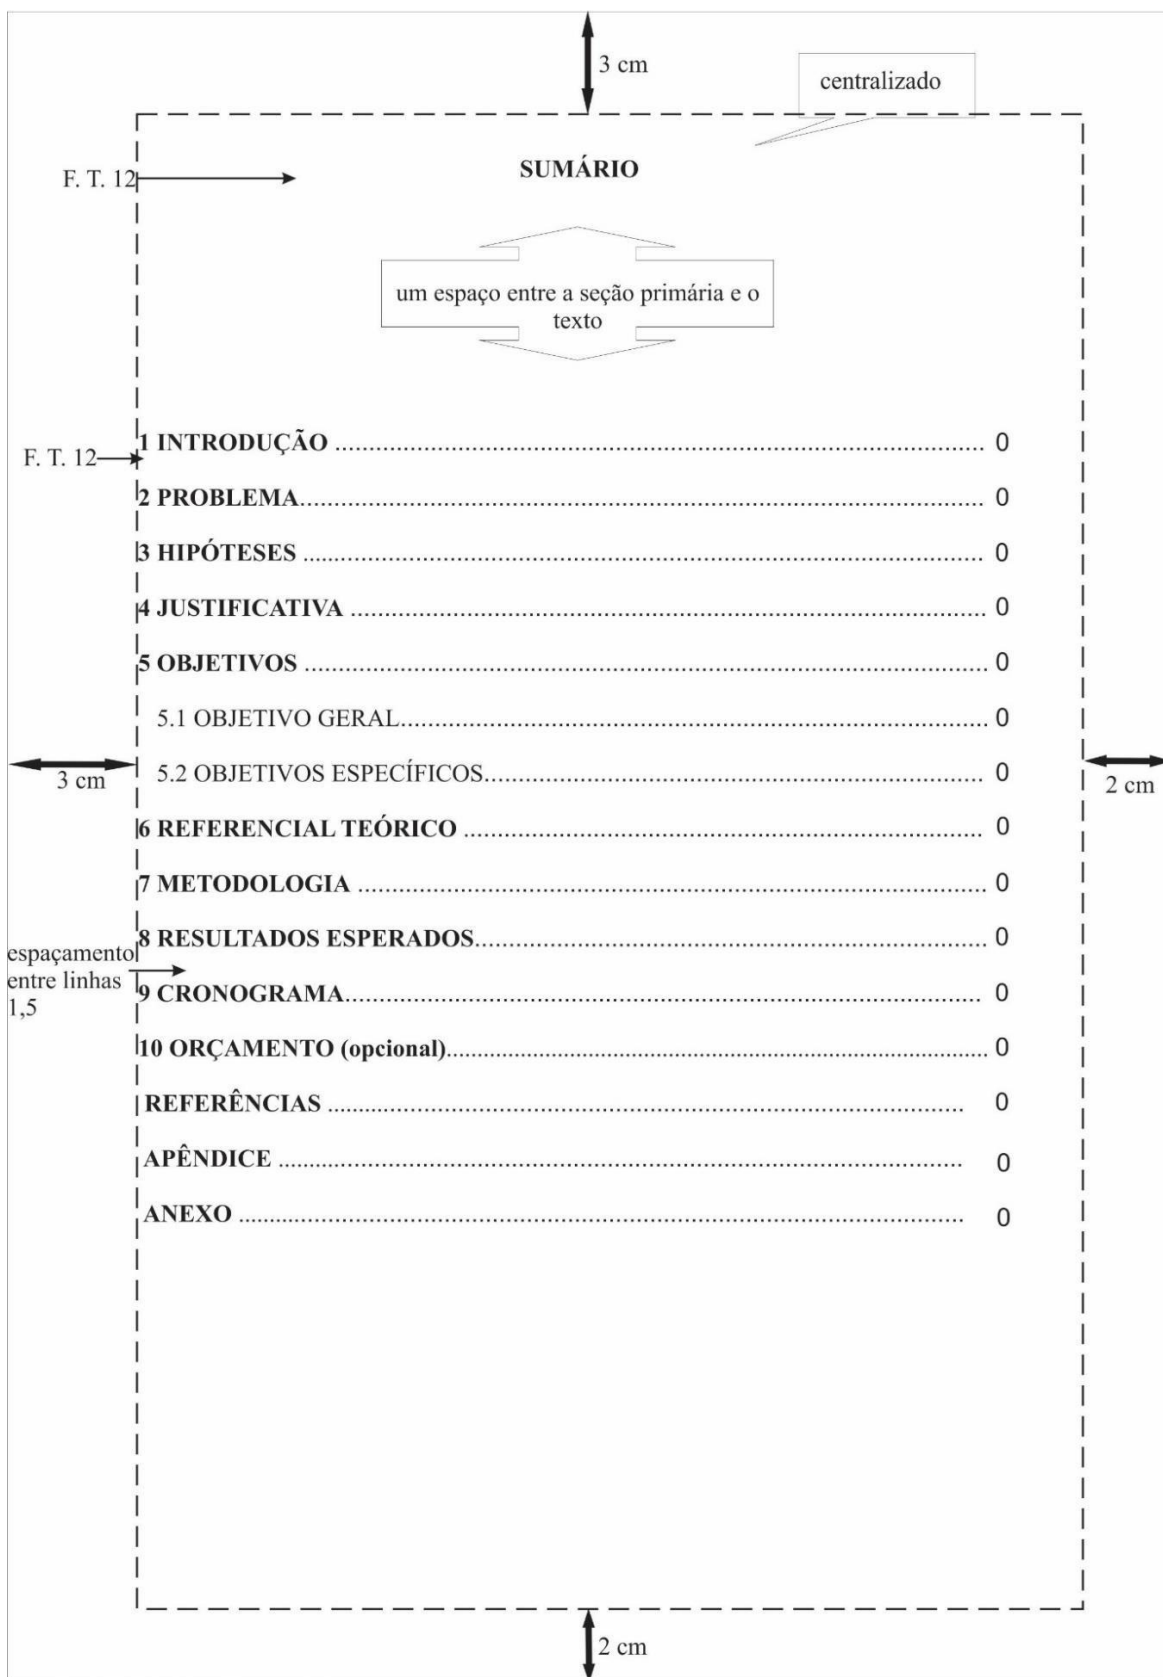 3 cm
centralizado
F. T. 12
SUMÁRIO
um espaço entre a seção primária e o
texto
F. T. 12
1 INTRODUÇÃO ........................................................................................ 0
2 PROBLEMA............................................................................................. 0
3 HIPÓTESES ............................................................................................ 0
4 JUSTIFICATIVA ...................................................................................... 0
5 OBJETIVOS ............................................................................................ 0
5.1 OBJETIVO GERAL................................................................................ 0
5.2 OBJETIVOS ESPECÍFICOS.................................................................... 0
3 cm
2 cm
6 REFERENCIAL TEÓRICO ...................................................................... 0
7 METODOLOGIA ..................................................................................... 0
8 RESULTADOS ESPERADOS..................................................................... 0
espaçamento
entre linhas
1,5
9 CRONOGRAMA....................................................................................... 0
10 ORÇAMENTO (opcional)......................................................................... 0
REFERÊNCIAS ......................................................................................... 0
APÊNDICE ................................................................................................ 0
ANEXO ..................................................................................................... 0
2 cm